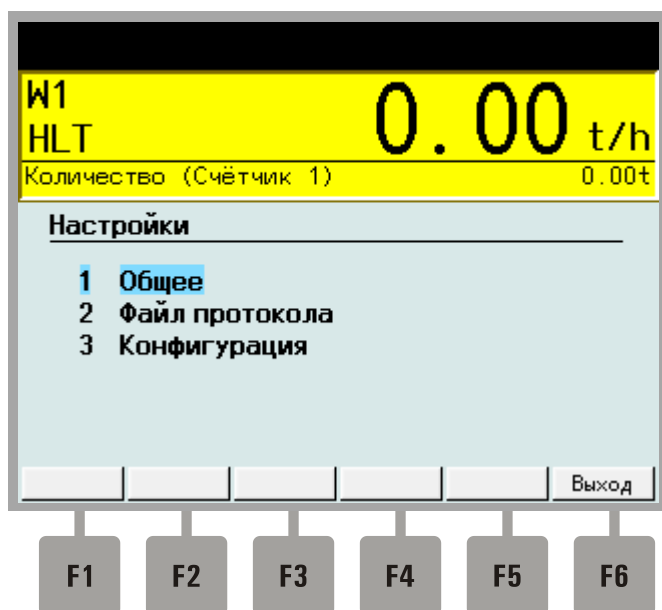 W1
HLT
0.00 t/h
Количество (Счётчик 1) 0.00t
Настройки
1 Общее
2 Файл протокола
3 Конфигурация
Выход
F1 F2 F3 F4 F5 F6